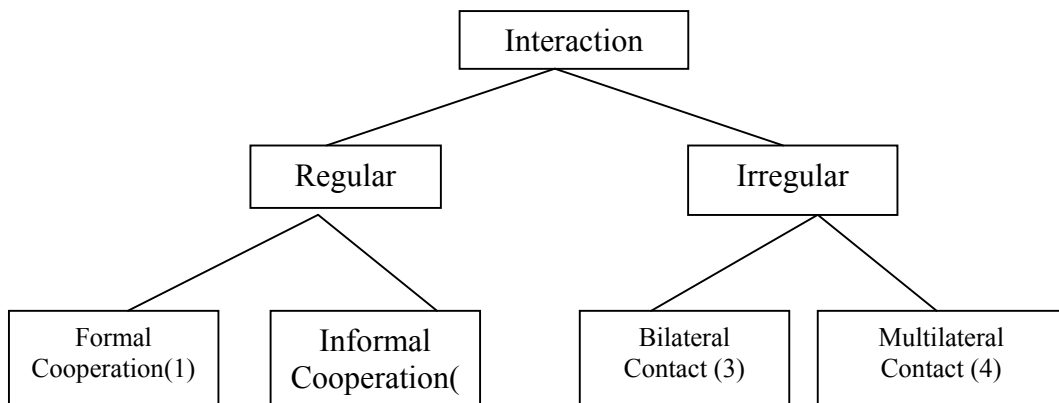 Interaction
Regular
Irregular
Formal
Cooperation(1)
Informal
Cooperation(
Bilateral
Contact (3)
Multilateral
Contact (4)